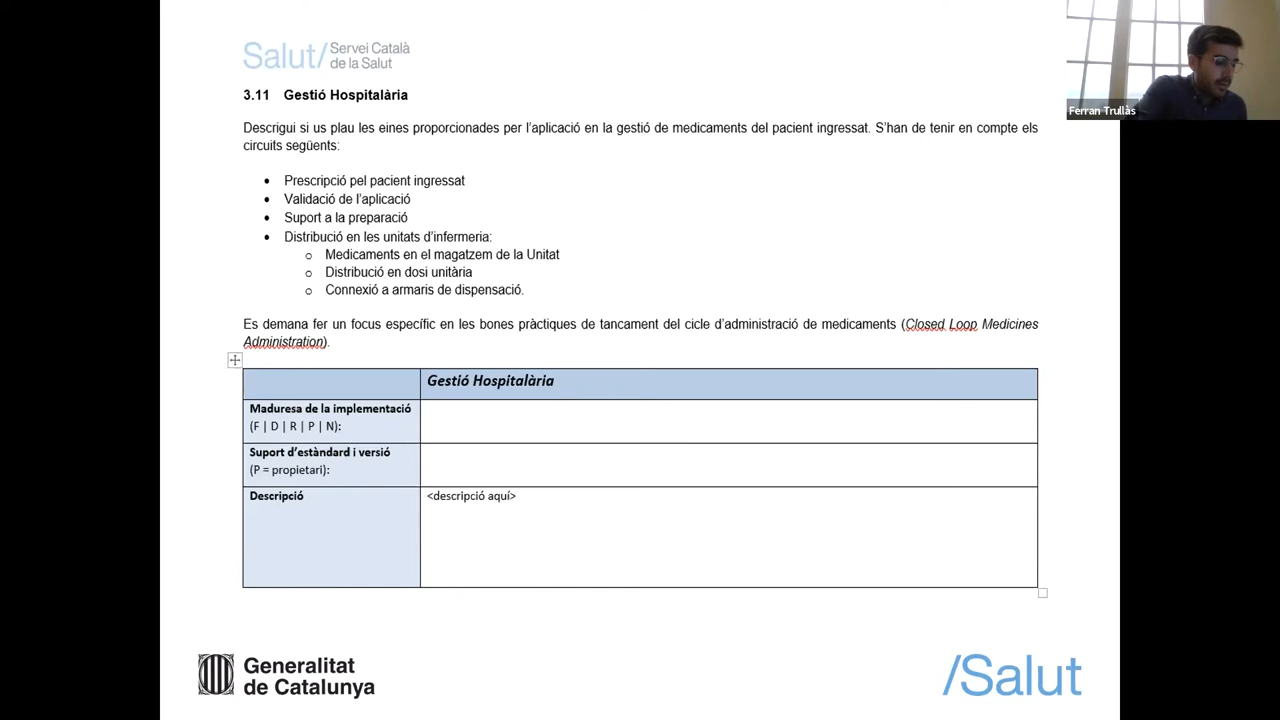 Salut/ Servei Català
de la Salut
Ferran Trullàs
3.11 Gestió Hospitalària
Descrigui si us plau les eines proporcionades per l'aplicació en la gestió de medicaments del pacient ingressat. S'han de tenir en compte els
circuits següents:
• Prescripció pel pacient ingressat
• Validació de l'aplicació
• Suport a la preparació
• Distribució en les unitats d'infermeria:
o Medicaments en el magatzem de la Unitat
o Distribució en dosi unitària
o Connexió a armaris de dispensació.
Es demana fer un focus específic en les bones pràctiques de tancament del cicle d'administració de medicaments (Closed Loop Medicines
Administration).
Gestió Hospitalària
Maduresa de la implementació
(F | D | R | P | N):
Suport d'estàndard i versió
(P = propietari):
Descripció
<descripció aquí>
Generalitat
de Catalunya
/Salut